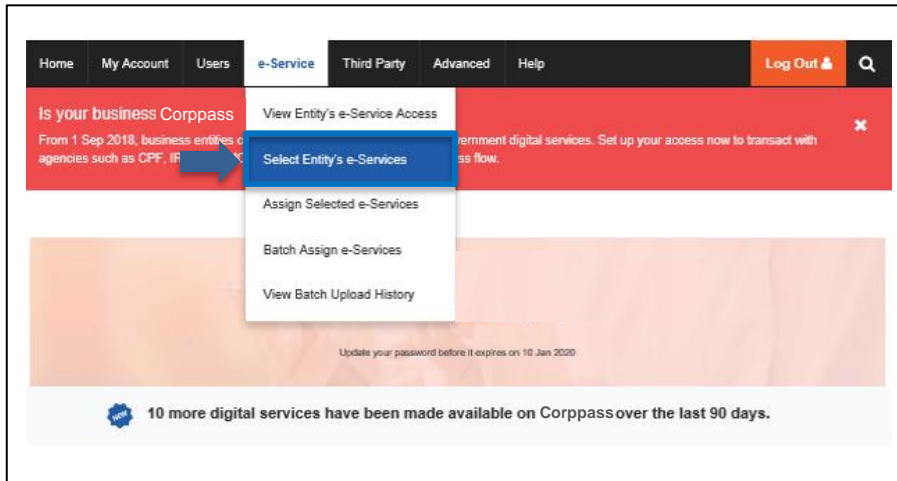 Home My Account Users e-Service Third Party Advanced Help Log Out
Is your business Corppass
From 1 Sep 2018, business entities vernment digital services. Set up your access now to transact with
agencies such as CPF, ss flow.
View Entity's e-Service Access
Select Entity's e-Services
Assign Selected e-Services
Batch Assign e-Services
View Batch Upload History
Update your password before it expires on 10 Jan 2020
NEW 10 more digital services have been made available on Corppass over the last 90 days.